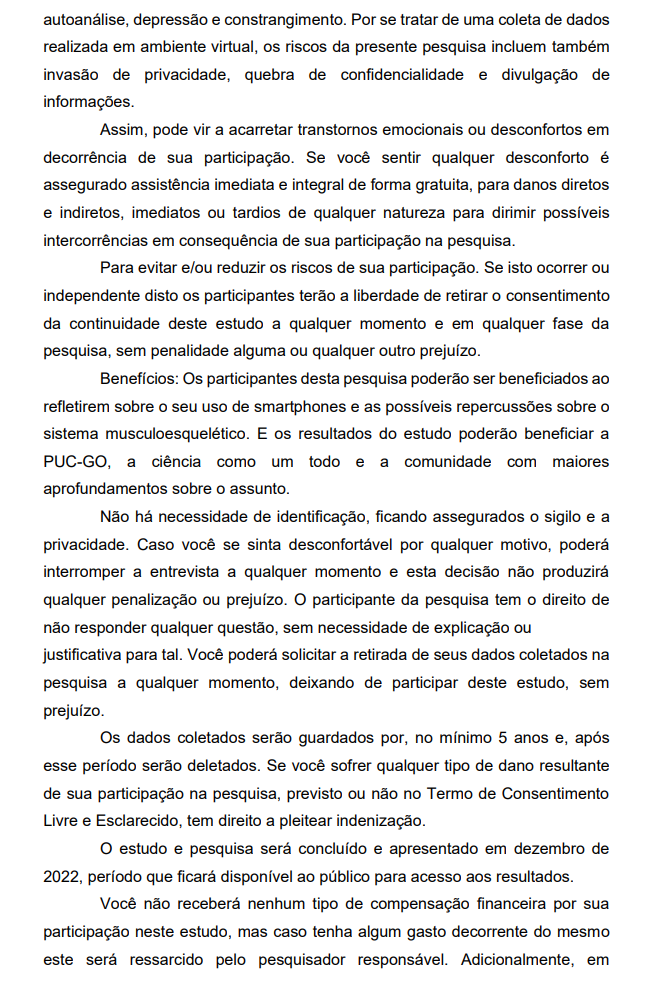 autoanálise, depressão e constrangimento. Por se tratar de uma coleta de dados
realizada em ambiente virtual, os riscos da presente pesquisa incluem também
invasão de privacidade, quebra de confidencialidade e divulgação de
informações.
Assim, pode vir a acarretar transtornos emocionais ou desconfortos em
decorrência de sua participação. Se você sentir qualquer desconforto é
assegurado assistência imediata e integral de forma gratuita, para danos diretos
e indiretos, imediatos ou tardios de qualquer natureza para dirimir possíveis
intercorrências em consequência de sua participação na pesquisa.
Para evitar e/ou reduzir os riscos de sua participação. Se isto ocorrer ou
independente disto os participantes terão a liberdade de retirar o consentimento
da continuidade deste estudo a qualquer momento e em qualquer fase da
pesquisa, sem penalidade alguma ou qualquer outro prejuízo.
Benefícios: Os participantes desta pesquisa poderão ser beneficiados ao
refletirem sobre o seu uso de smartphones e as possíveis repercussões sobre o
sistema musculoesquelético. E os resultados do estudo poderão beneficiar a
PUC-GO, a ciência como um todo e a comunidade com maiores
aprofundamentos sobre o assunto.
Não há necessidade de identificação, ficando assegurados o sigilo e a
privacidade. Caso você se sinta desconfortável por qualquer motivo, poderá
interromper a entrevista a qualquer momento e esta decisão não produzirá
qualquer penalização ou prejuízo. O participante da pesquisa tem o direito de
não responder qualquer questão, sem necessidade de explicação ou
justificativa para tal. Você poderá solicitar a retirada de seus dados coletados na
pesquisa a qualquer momento, deixando de participar deste estudo, sem
prejuízo.
Os dados coletados serão guardados por, no mínimo 5 anos e, após
esse período serão deletados. Se você sofrer qualquer tipo de dano resultante
de sua participação na pesquisa, previsto ou não no Termo de Consentimento
Livre e Esclarecido, tem direito a pleitear indenização.
O estudo e pesquisa será concluído e apresentado em dezembro de
2022, período que ficará disponível ao público para acesso aos resultados.
Você não receberá nenhum tipo de compensação financeira por sua
participação neste estudo, mas caso tenha algum gasto decorrente do mesmo
este será ressarcido pelo pesquisador responsável. Adicionalmente, em